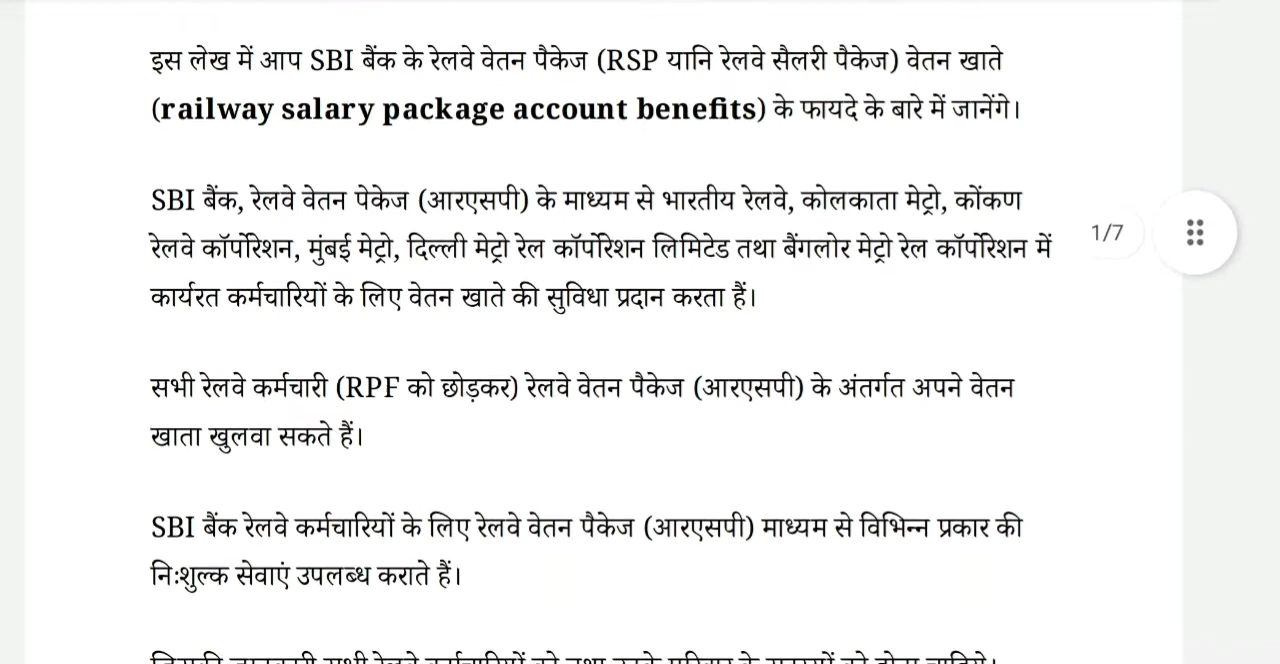 इस लेख में आप SBI बैंक के रेलवे वेतन पैकेज (RSP यानि रेलवे सैलरी पैकेज) वेतन खाते
(railway salary package account benefits) के फायदे के बारे में जानेंगे।
SBI बैंक, रेलवे वेतन पेकेज (आरएसपी) के माध्यम से भारतीय रेलवे, कोलकाता मेट्रो, कोंकण
रेलवे कॉर्पोरेशन, मुंबई मेट्रो, दिल्ली मेट्रो रेल कॉर्पोरेशन लिमिटेड तथा बैंगलोर मेट्रो रेल कॉर्पोरेशन में
1/7
कार्यरत कर्मचारियों के लिए वेतन खाते की सुविधा प्रदान करता हैं।
सभी रेलवे कर्मचारी (RPF को छोड़कर) रेलवे वेतन पैकेज (आरएसपी) के अंतर्गत अपने वेतन
खाता खुलवा सकते हैं।
SBI बैंक रेलवे कर्मचारियों के लिए रेलवे वेतन पैकेज (आरएसपी) माध्यम से विभिन्न प्रकार की
निःशुल्क सेवाएं उपलब्ध कराते हैं।